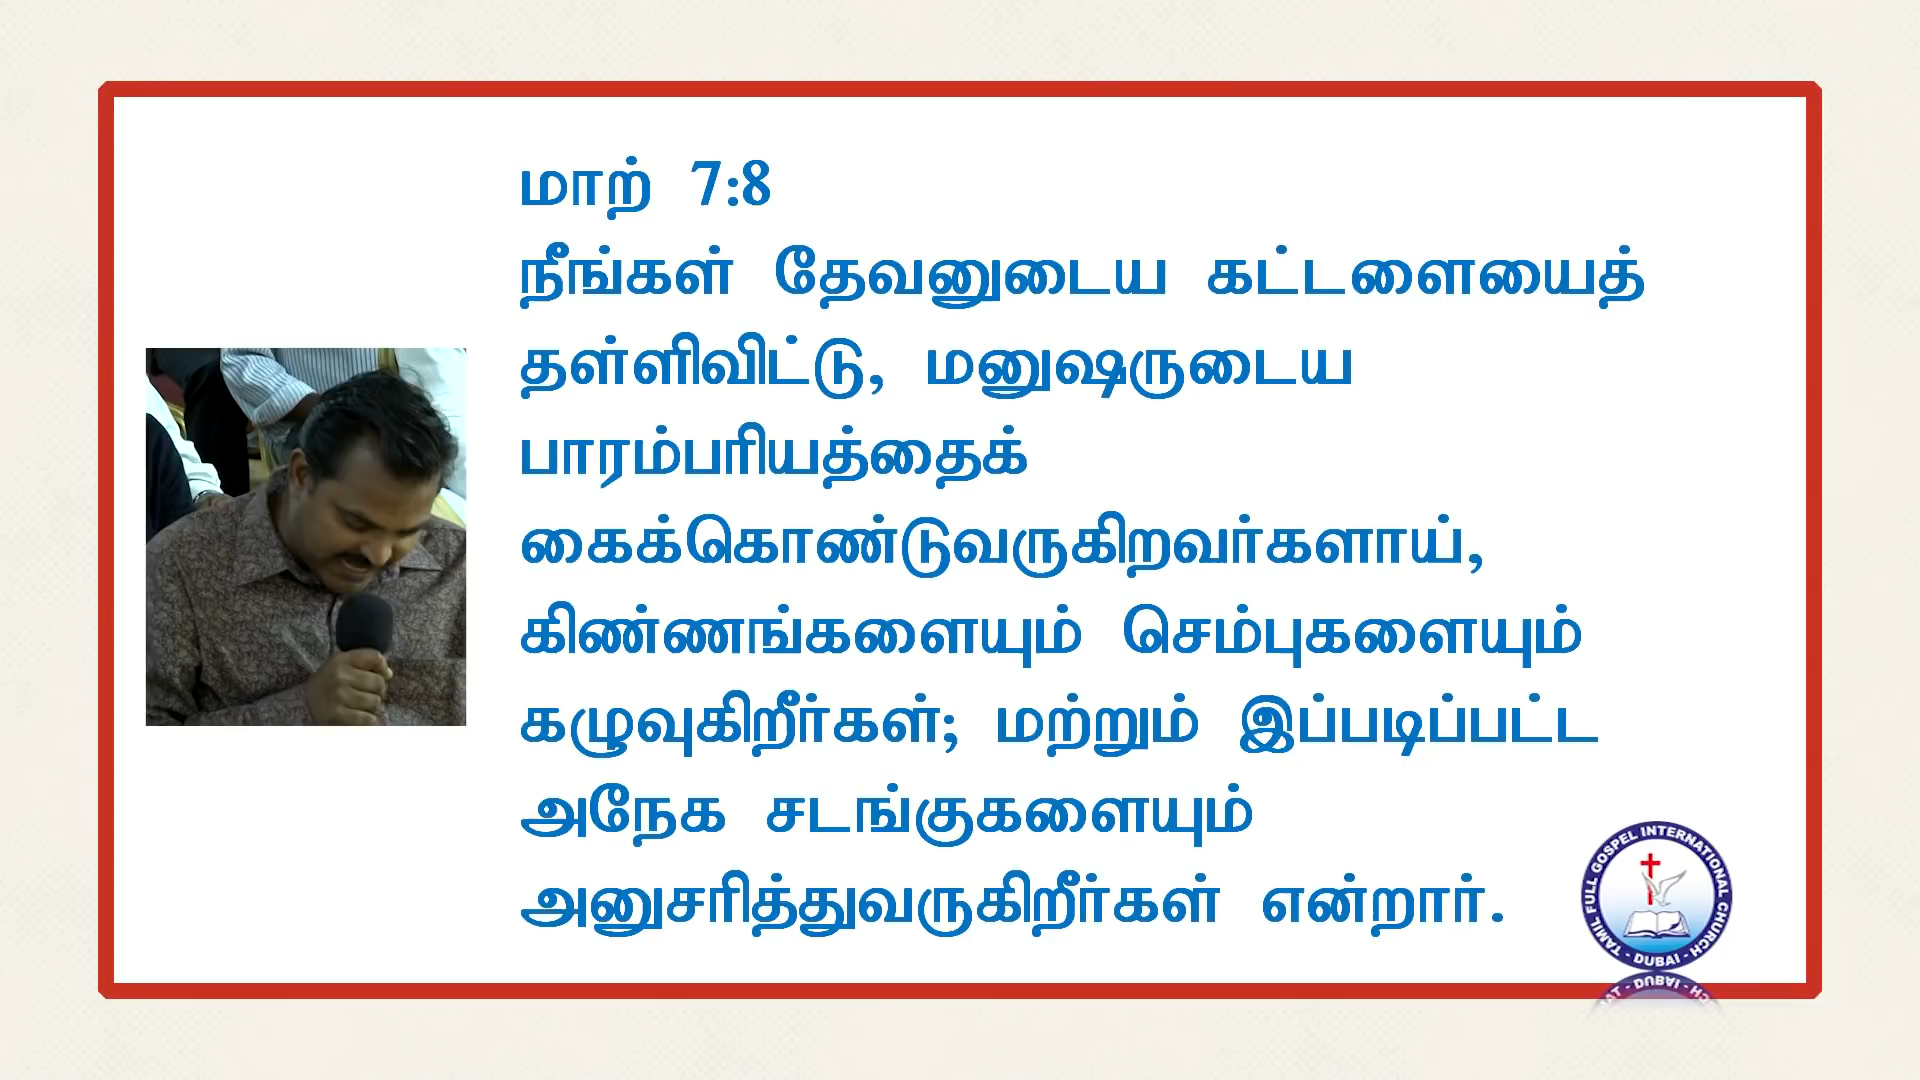 மாற் 7:8
நீங்கள் தேவனுடைய கட்டளையைத்
தள்ளிவிட்டு, மனுஷருடைய
பாரம்பரியத்தைக்
கைக்கொண்டுவருகிறவர்களாய்,
கிண்ணங்களையும் செம்புகளையும்
கழுவுகிறீர்கள்; மற்றும் இப்படிப்பட்ட
அநேக சடங்குகளையும்
அனுசரித்துவருகிறீர்கள் என்றார்.
TAMIL FULL GOSPEL INTERNATIONAL CHURCH - DUBAI -